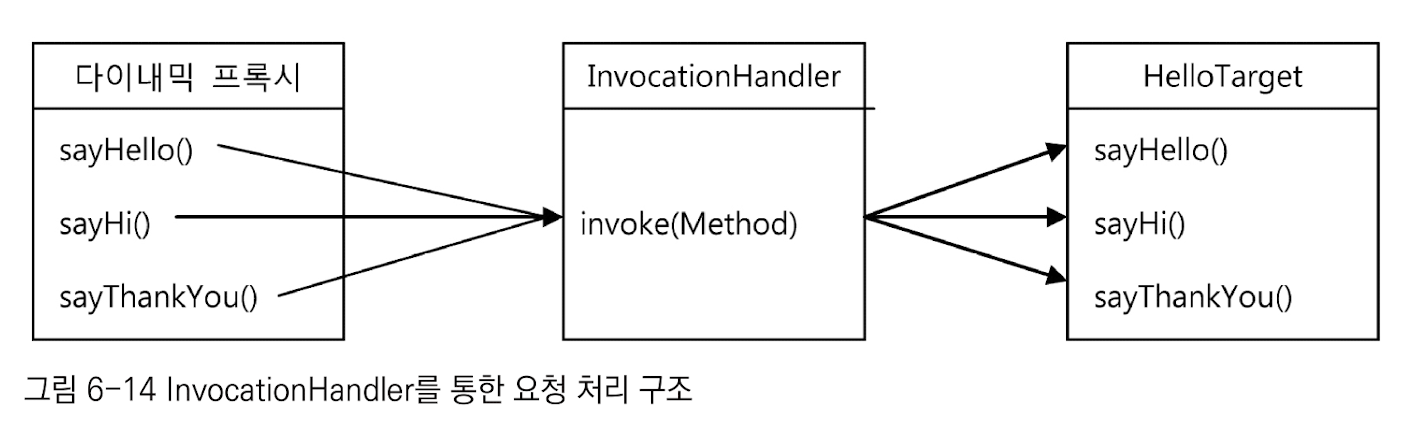 다이내믹 프록시
sayHello()
sayHi()
sayThankYou()
InvocationHandler
invoke(Method)
HelloTarget
sayHello()
sayHi()
sayThankYou()
그림 6-14 InvocationHandler를 통한 요청 처리 구조